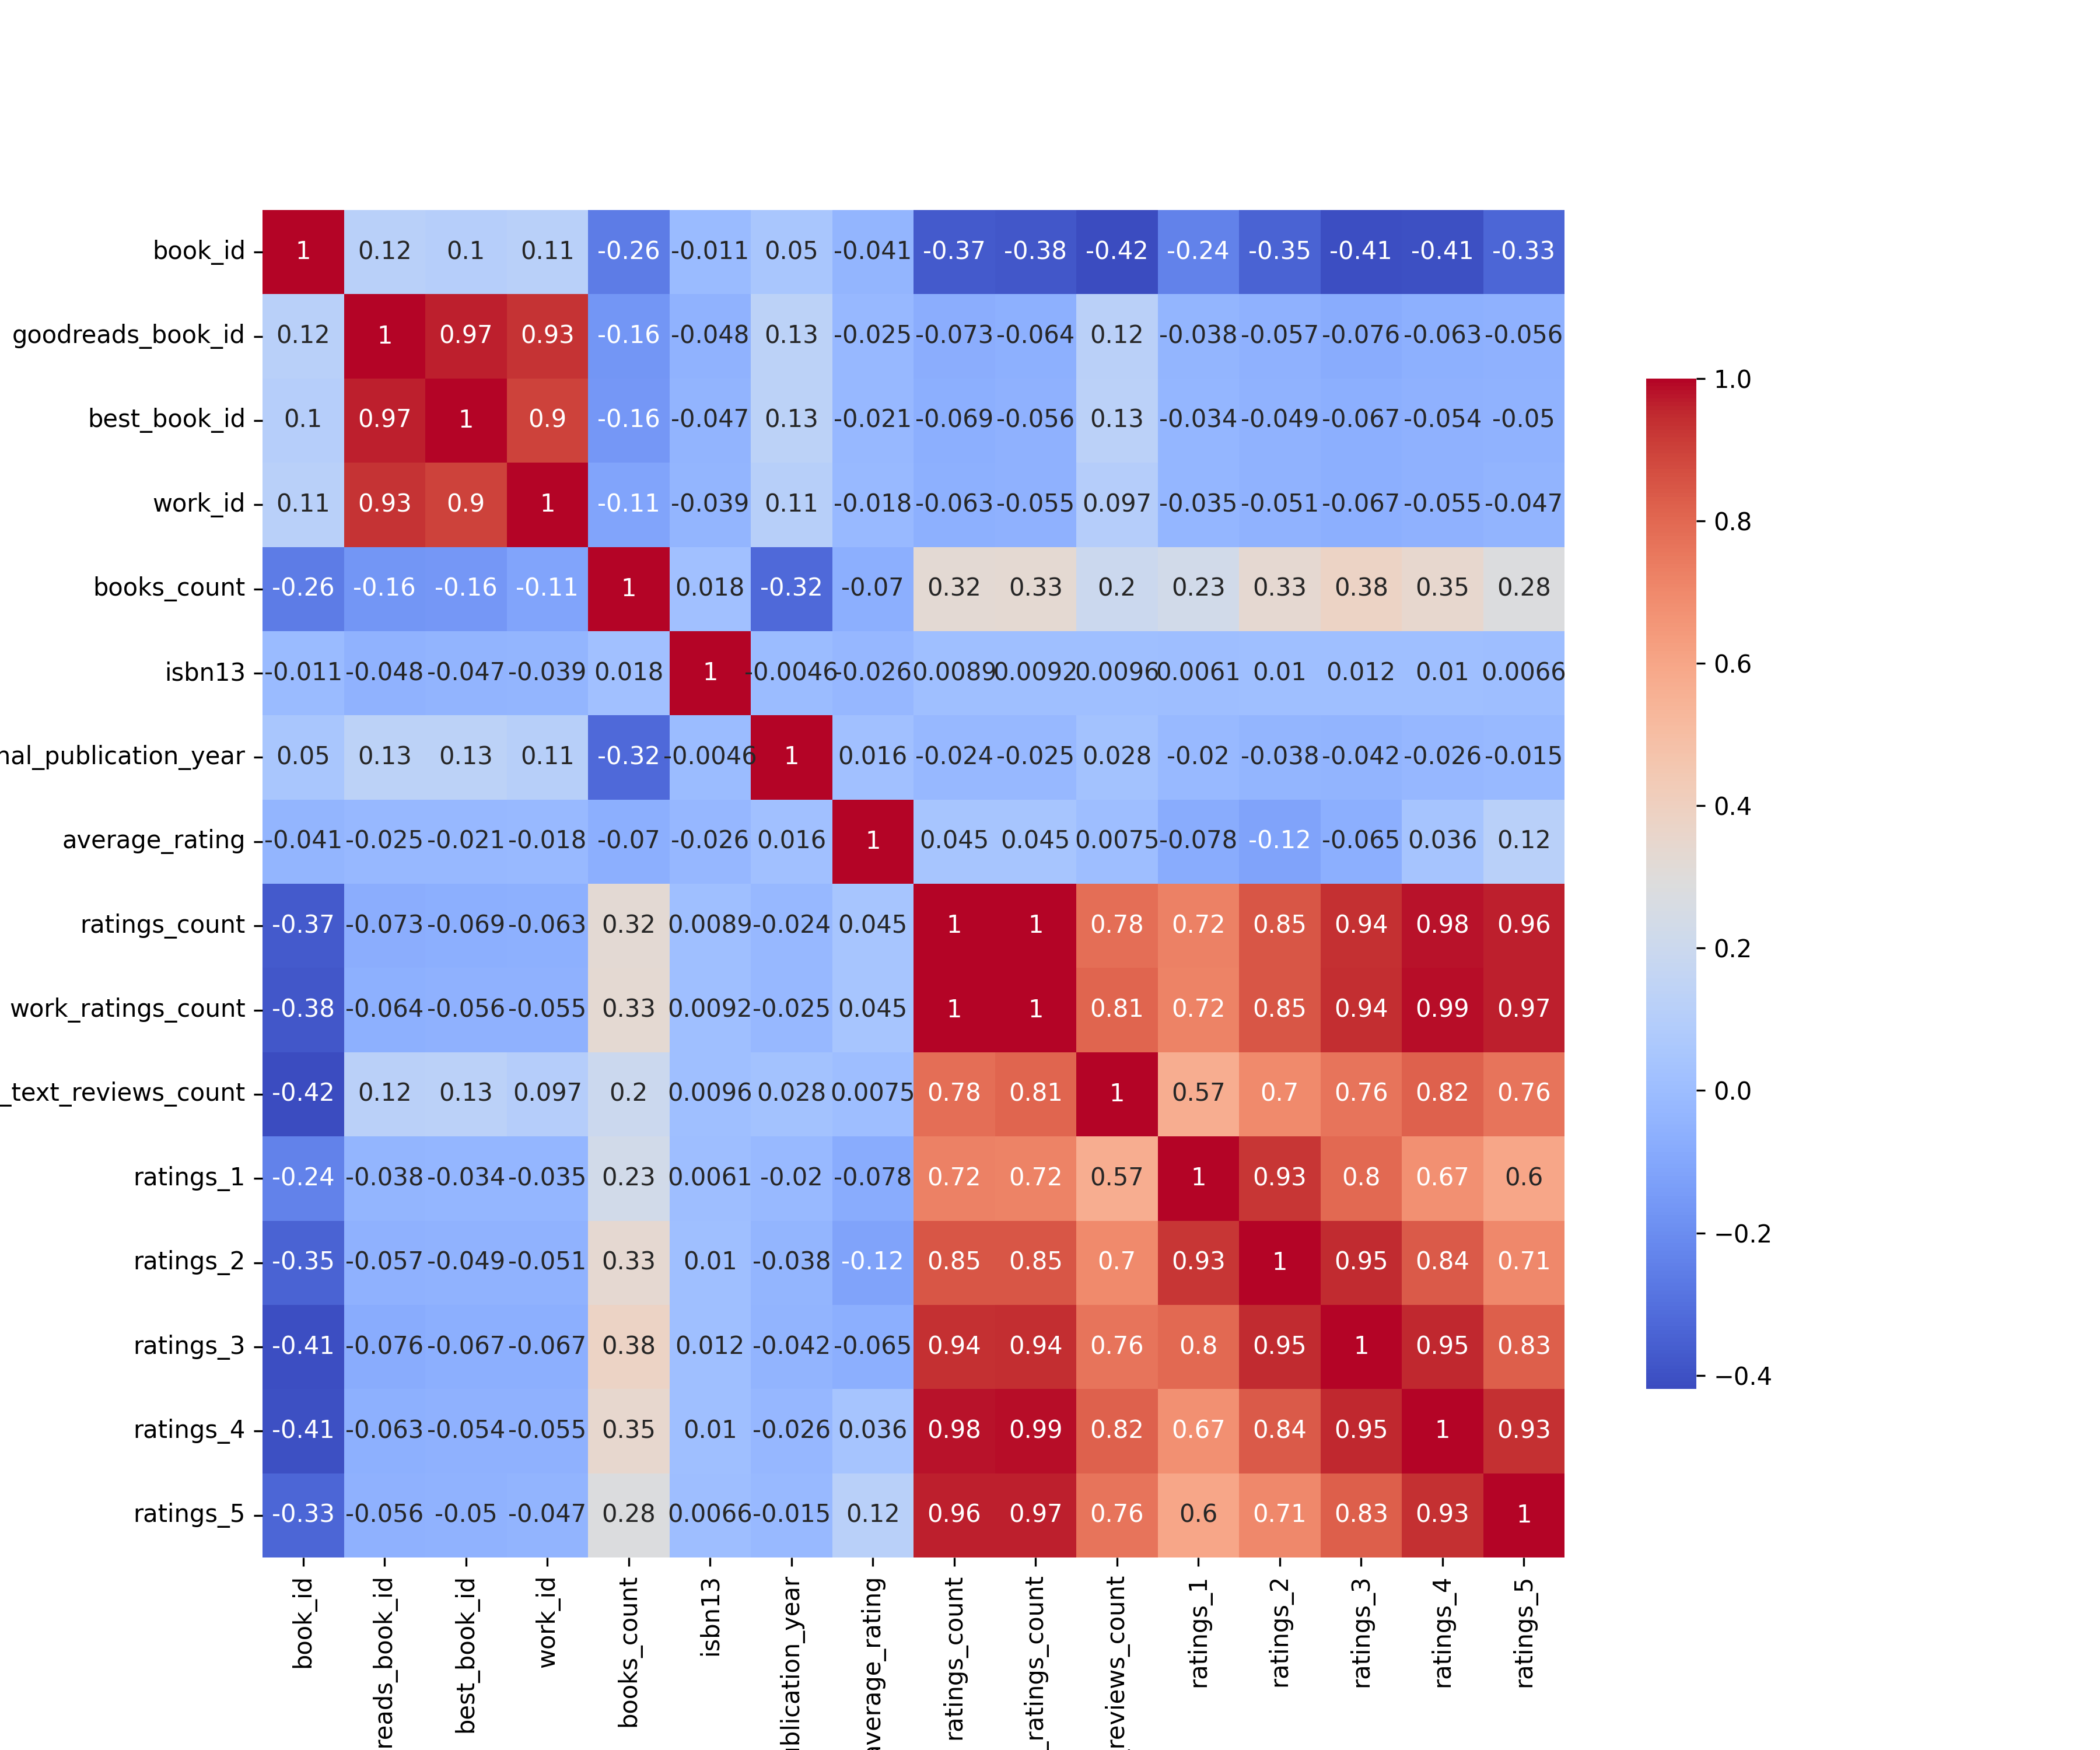 book_id 1 0.12 0.1 0.11 -0.26 -0.011 0.05 -0.041 -0.37 -0.38 -0.42 -0.24 -0.35 -0.41 -0.41 -0.33
goodreads_book_id 0.12 1 0.97 0.93 -0.16 -0.048 0.13 -0.025 -0.073 -0.064 0.12 -0.038 -0.057 -0.076 -0.063 -0.056
best_book_id 0.1 0.97 1 0.9 -0.16 -0.047 0.13 -0.021 -0.069 -0.056 0.13 -0.034 -0.049 -0.067 -0.054 -0.05
work_id 0.11 0.93 0.9 1 -0.11 -0.039 0.11 -0.018 -0.063 -0.055 0.097 -0.035 -0.051 -0.067 -0.055 -0.047
books_count -0.26 -0.16 -0.16 -0.11 1 0.018 -0.32 -0.07 0.32 0.33 0.2 0.23 0.33 0.38 0.35 0.28
isbn13 -0.011 -0.048 -0.047 -0.039 0.018 1 -0.0046 -0.026 0.0089 0.0092 0.0096 0.0061 0.01 0.012 0.01 0.0066
nal_publication_year 0.05 0.13 0.13 0.11 -0.32 -0.0046 1 0.016 -0.024 -0.025 0.028 -0.02 -0.038 -0.042 -0.026 -0.015
average_rating -0.041 -0.025 -0.021 -0.018 -0.07 -0.026 0.016 1 0.045 0.045 0.0075 -0.078 -0.12 -0.065 0.036 0.12
ratings_count -0.37 -0.073 -0.069 -0.063 0.32 0.0089 -0.024 0.045 1 1 0.78 0.72 0.85 0.94 0.98 0.96
work_ratings_count -0.38 -0.064 -0.056 -0.055 0.33 0.0092 -0.025 0.045 1 1 0.81 0.72 0.85 0.94 0.99 0.97
_text_reviews_count -0.42 0.12 0.13 0.097 0.2 0.0096 0.028 0.0075 0.78 0.81 1 0.57 0.7 0.76 0.82 0.76
ratings_1 -0.24 -0.038 -0.034 -0.035 0.23 0.0061 -0.02 -0.078 0.72 0.72 0.57 1 0.93 0.8 0.67 0.6
ratings_2 -0.35 -0.057 -0.049 -0.051 0.33 0.01 -0.038 -0.12 0.85 0.85 0.7 0.93 1 0.95 0.84 0.71
ratings_3 -0.41 -0.076 -0.067 -0.067 0.38 0.012 -0.042 -0.065 0.94 0.94 0.76 0.8 0.95 1 0.95 0.83
ratings_4 -0.41 -0.063 -0.054 -0.055 0.35 0.01 -0.026 0.036 0.98 0.99 0.82 0.67 0.84 0.95 1 0.93
ratings_5 -0.33 -0.056 -0.05 -0.047 0.28 0.0066 -0.015 0.12 0.96 0.97 0.76 0.6 0.71 0.83 0.93 1
book_id
reads_book_id
best_book_id
work_id
books_count
isbn13
ublication_year
average_rating
ratings_count
_ratings_count
reviews_count
ratings_1
ratings_2
ratings_3
ratings_4
ratings_5
1.0
0.8
0.6
0.4
0.2
0.0
−0.2
−0.4